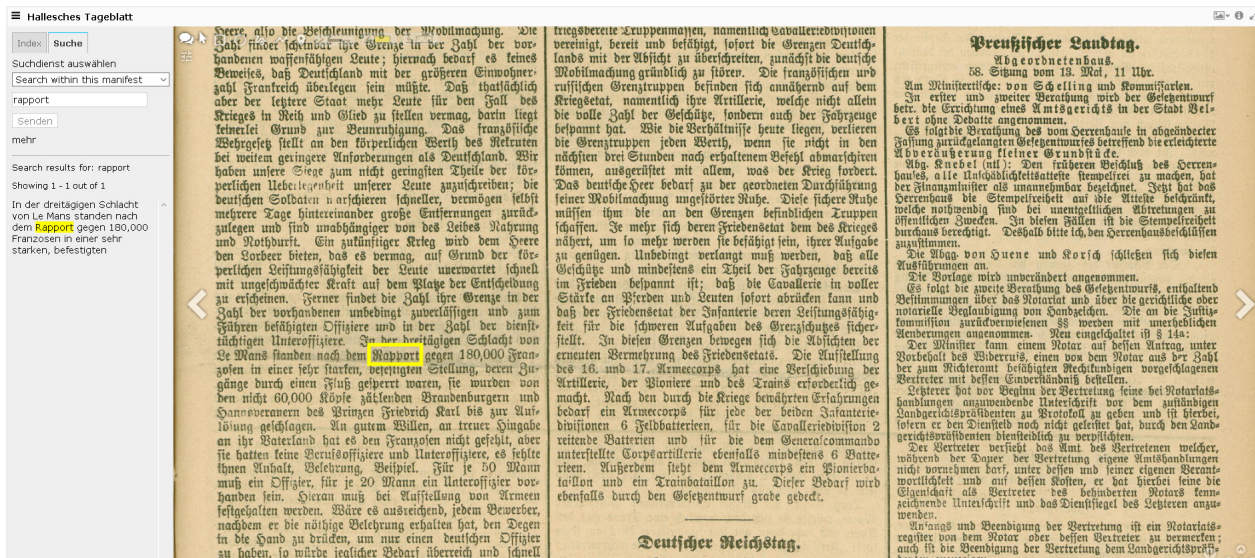 Hallesches Tageblatt
Index
Suche
Suchdienst auswählen
Search within this manifest
rapport
Senden
mehr
Search results for: rapport
Showing 1 - 1 out of 1
In der dreitägigen Schlacht
von Le Mans standen nach
dem Rapport gegen 180,000
Franzosen in einer sehr
starken, befestigten
Heere, also die Beschleunigung der Mobilmachung. Die
Zahl findet scheinbar ihre Grenze in der Zahl der vor-
handenen waffenfähigen Leute; hiernach bedarf es keines
Beweises, daß Deutschland mit der größeren Einwohner-
zahl Frankreich überlegen sein müßte. Daß thatsächlich
aber der letztere Staat mehr Leute für den Fall des
Krieges in Reih und Glied zu stellen vermag, darin liegt
keinerlei Grund zur Beunruhigung. Das französische
Wehrgesetz stellt an den körperlichen Werth des Rekruten
bei weitem geringere Anforderungen als Deutschland. Wir
haben unsere Siege zum nicht geringsten Theile der kör-
perlichen Ueberlegenheit unserer Leute zuzuschreiben; die
deutschen Soldaten marschieren schneller, vermögen selbst
mehrere Tage hintereinander große Entfernungen zurück-
zulegen und sind unabhängiger von des Leibes Nahrung
und Nothdurft. Ein zukünftiger Krieg wird dem Heere
den Lorbeer bieten, das es vermag, auf Grund der kör-
perlichen Leistungsfähigkeit der Leute unerwartet schnell
mit ungeschwächter Kraft auf dem Platze der Entscheidung
zu erscheinen. Ferner findet die Zahl ihre Grenze in der
Zahl der vorhandenen unbedingt zuverlässigen und zum
Führen befähigten Offiziere und in der Zahl der dienst-
tüchtigen Unteroffiziere. In der dreitägigen Schlacht von
Le Mans standen nach dem Rapport gegen 180,000 Fran-
zosen in einer sehr starken, befestigten Stellung, deren Zu-
gänge durch einen Fluß gesperrt waren, sie wurden von
den nicht 60,000 Köpfe zählenden Brandenburgern und
Hannoveranern des Prinzen Friedrich Karl bis zur Auf-
lösung geschlagen. An gutem Willen, an treuer Hingabe
an ihr Vaterland hat es den Franzosen nicht gefehlt, aber
sie hatten keine Berufsoffiziere und Unteroffiziere, es fehlte
ihnen Anhalt, Belehrung, Beispiel. Für je 50 Mann
muß ein Offizier, für je 20 Mann ein Unteroffizier vor-
handen sein. Hieran muß bei Aufstellung von Armeen
festgehalten werden. Wäre es ausreichend, jedem Bewerber,
nachdem er die nöthige Belehrung erhalten hat, den Degen
in die Hand zu drücken, um nur einen deutschen Offizier
zu haben, so würde jeglicher Bedarf überreich und schnell
kriegsbereite Truppenmassen, namentlich Cavalleriedivisionen
vereinigt, bereit und befähigt, sofort die Grenzen Deutsch-
lands mit der Absicht zu überschreiten, zunächst die deutsche
Mobilmachung gründlich zu stören. Die französischen und
russischen Grenztruppen befinden sich annähernd auf dem
Kriegsetat, namentlich ihre Artillerie, welche nicht allein
die volle Zahl der Geschütze, sondern auch der Fahrzeuge
bespannt hat. Wie die Verhältnisse heute liegen, verlieren
die Grenztruppen jeden Werth, wenn sie nicht in den
nächsten drei Stunden nach erhaltenem Befehl abmarschiren
können, ausgerüstet mit allem, was der Krieg fordert.
Das deutsche Heer bedarf zu der geordneten Durchführung
seiner Mobilmachung ungestörter Ruhe. Diese sichere Ruhe
müssen ihm die an den Grenzen befindlichen Truppen
schaffen. Je mehr sich deren Friedensetat dem des Krieges
nähert, um so mehr werden sie befähigt sein, ihrer Aufgabe
zu genügen. Unbedingt verlangt muß werden, daß alle
Geschütze und mindestens ein Theil der Fahrzeuge bereits
im Frieden bespannt ist; daß die Cavallerie in voller
Stärke an Pferden und Leuten sofort abrücken kann und
daß der Friedensetat der Infanterie deren Leistungsfähig-
keit für die schweren Aufgaben des Grenzschutzes sicher-
stellt. In diesen Grenzen bewegen sich die Absichten der
erneuten Vermehrung des Friedensetats. Die Aufstellung
des 16. und 17. Armeecorps hat eine Verschiebung der
Artillerie, der Pioniere und des Trains erforderlich ge-
macht. Nach den durch die Kriege bewährten Erfahrungen
bedarf ein Armeecorps für jede der beiden Infanterie-
divisionen 6 Feldbatterieen, für die Cavalleriedivision 2
reitende Batterien und für die dem Generalcommando
unterstellte Corpsartillerie ebenfalls mindestens 6 Batte-
rieen. Außerdem steht dem Armeecorps ein Pionierba-
taillon und ein Trainbataillon zu. Dieser Bedarf wird
ebenfalls durch den Gesetzentwurf grade gedeckt.
Deutscher Reichstag.
Preußischer Landtag.
Abgeordnetenhaus.
58. Sitzung vom 13. Mai, 11 Uhr.
Am Ministertische: von Schelling und Kommissarien.
In erster und zweiter Berathung wird der Gesetzentwurf
betr. die Errichtung eines Amtsgerichts in der Stadt Vel-
bert ohne Debatte angenommen.
Es folgt die Berathung des vom Herrenhause in abgeänderter
Fassung zurückgelangten Gesetzentwurfes betreffend die erleichterte
Abveräußerung kleiner Grundstücke.
Abg. Knebel (ntl): Den früheren Beschluß des Herren-
hauses, alle Unschädlichkeitsatteste stempelfrei zu machen, hat
der Finanzminister als unannehmbar bezeichnet. Jetzt hat das
Herrenhaus die Stempelfreiheit auf die Atteste beschränkt,
welche nothwendig sind bei unentgeltlichen Abtretungen zu
öffentlichen Zwecken. In diesen Fällen ist die Stempelfreiheit
durchaus berechtigt. Deshalb bitte ich, den Herrenhausbeschlüssen
zuzustimmen.
Die Abgg. von Huene und Korsch schließen sich diesen
Ausführungen an.
Die Vorlage wird unverändert angenommen.
Es folgt die zweite Berathung des Gesetzentwurfs, enthaltend
Bestimmungen über das Notariat und über die gerichtliche oder
notarielle Beglaubigung von Handzeichen. Die an die Justiz-
kommission zurückverwiesenen §§ werden mit unerheblichen
Aenderungen angenommen. Neu eingeschaltet ist § 14a:
Der Minister kann einem Notar auf dessen Antrag, unter
Vorbehalt des Widerrufs, einen von dem Notar aus der Zahl
der zum Richteramt befähigten Rechtkundigen vorgeschlagenen
Vertreter mit dessen Einverständniß bestellen.
Letzterer hat vor Beginn der Vertretung seine bei Notariats-
handlungen anzuwendende Unterschrift vor dem zuständigen
Landgerichtspräsidenten zu Protokoll zu geben und ist hierbei,
sofern er den Diensteid noch nicht geleistet hat, durch den Land-
gerichtspräsidenten diensteidlich zu verpflichten.
Der Vertreter versieht das Amt des Vertretenen welcher,
während der Dauer der Vertretung eigene Amtshandlungen
nicht vornehmen darf, unter dessen und seiner eigenen Verant-
wortlichkeit und auf dessen Kosten, er hat hierbei seine die
Eigenschaft als Vertreter des behinderten Notars kenn-
zeichnende Unterschrift und das Dienstsiegel des Letzteren anzu-
wenden.
Anfangs und Beendigung der Vertretung ist ein Notariats-
register von dem Notar oder dessen Vertreter zu vermerken;
auch ist die Beendigung der Vertretung dem Landgerichtspräsi-